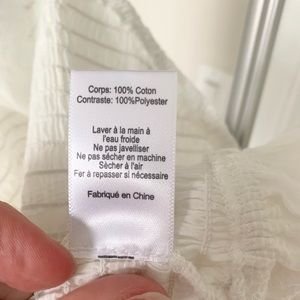 Corps: 100% Coton
Contraste: 100%Polyester
Laver à la main à
l'eau froide
Ne pas javelliser
Ne pas sécher en machine
Sècher à l'air
Fer à repasser si nécessaire
Fabriqué en Chine